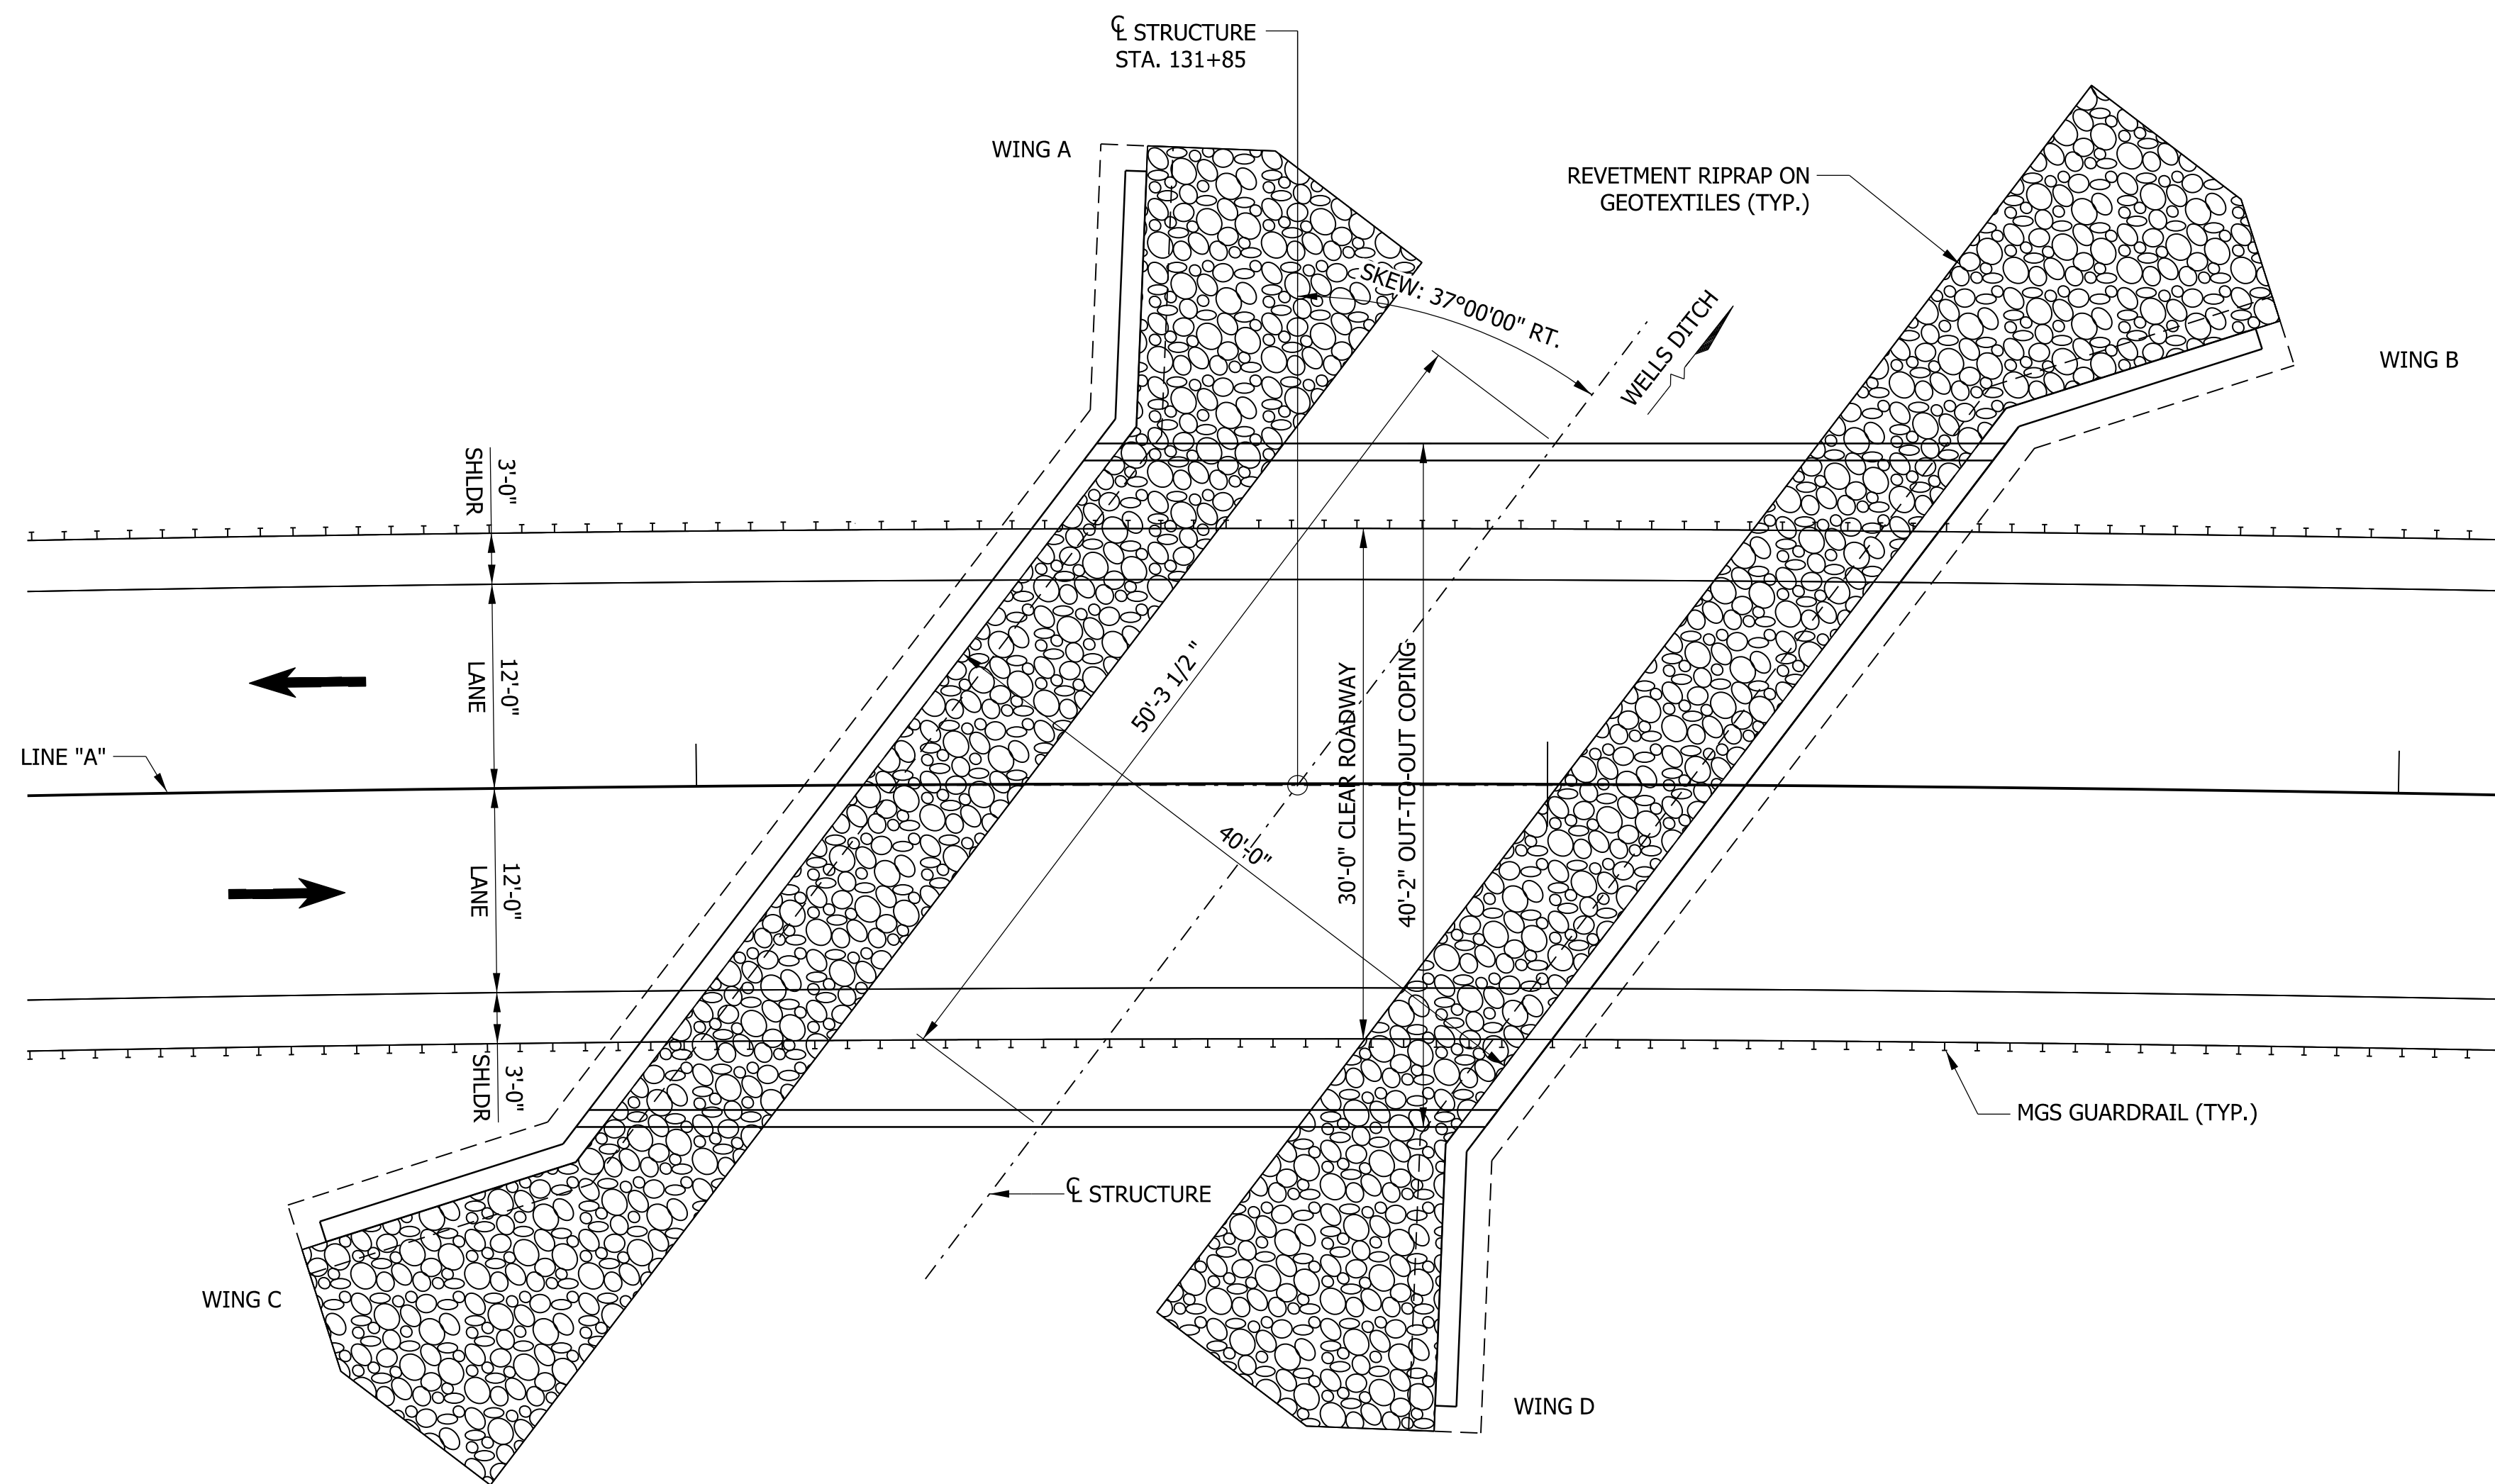 ℄ STRUCTURE
STA. 131+85
WING A
REVETMENT RIPRAP ON
GEOTEXTILES (TYP.)
SKEW: 37°00'00" RT.
WELLS DITCH
WING B
3'-0"
SHLDR
12'-0"
LANE
50'-3 1/2 "
30'-0" CLEAR ROADWAY
40'-2" OUT-TO-OUT COPING
LINE "A"
40'-0"
12'-0"
LANE
3'-0"
SHLDR
MGS GUARDRAIL (TYP.)
℄ STRUCTURE
WING C
WING D